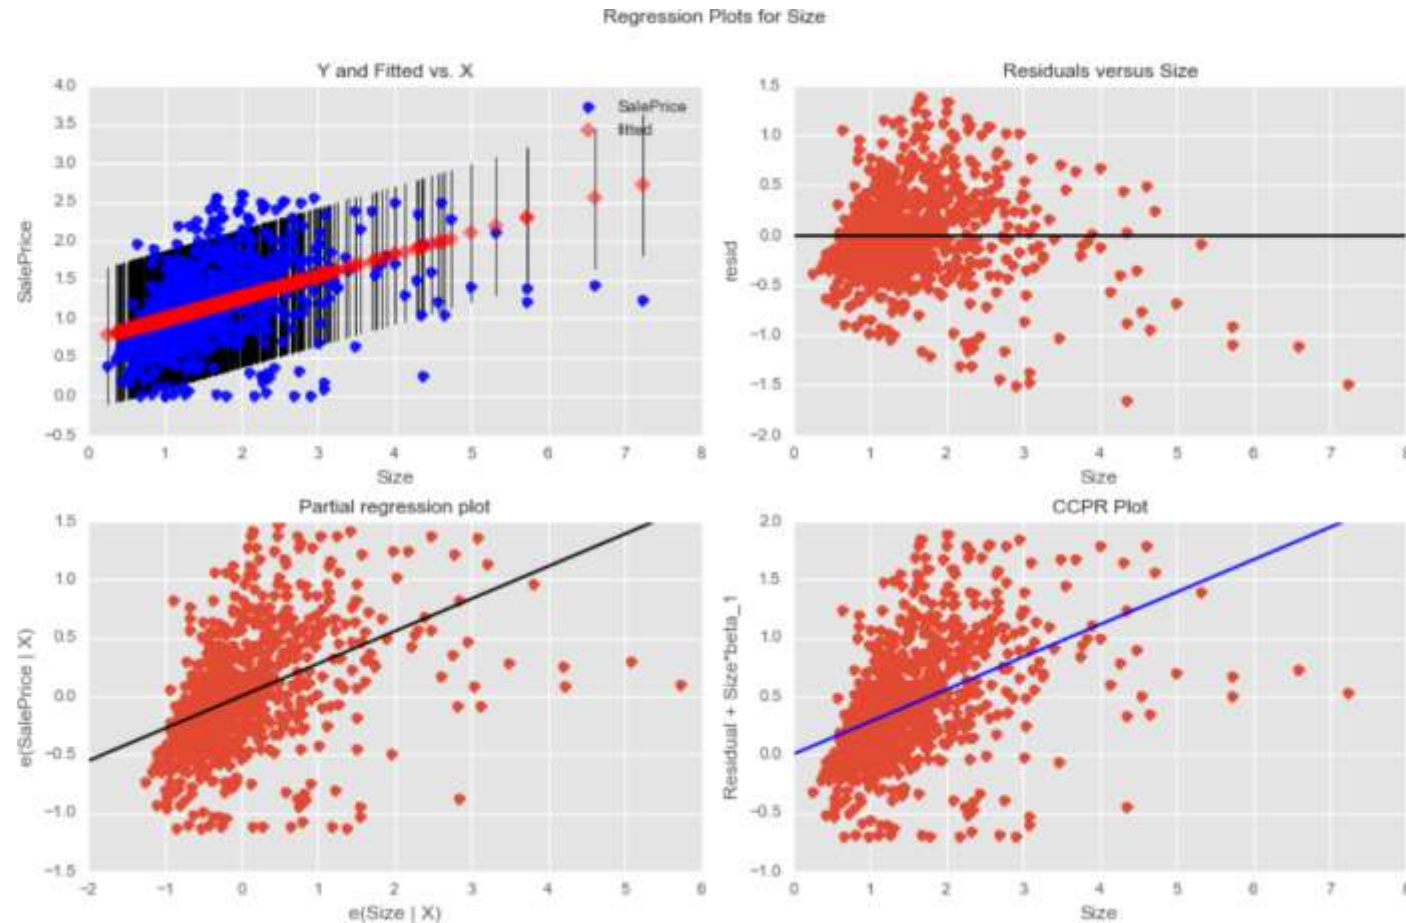 Regression Plots for Size
Y and Fitted vs. X
4.0
3.5
3.0
2.5
2.0
1.5
1.0
0.5
0.0
−0.5
SalePrice
SalePrice
fitted
0 1 2 3 4 5 6 7 8
Size
Residuals versus Size
1.5
1.0
0.5
0.0
−0.5
−1.0
−1.5
−2.0
resid
0 1 2 3 4 5 6 7 8
Size
Partial regression plot
1.5
1.0
0.5
0.0
−0.5
−1.0
−1.5
e(SalePrice | X)
−2 −1 0 1 2 3 4 5 6
e(Size | X)
CCPR Plot
2.0
1.5
1.0
0.5
0.0
−0.5
−1.0
Residual + Size*beta_1
0 1 2 3 4 5 6 7 8
Size